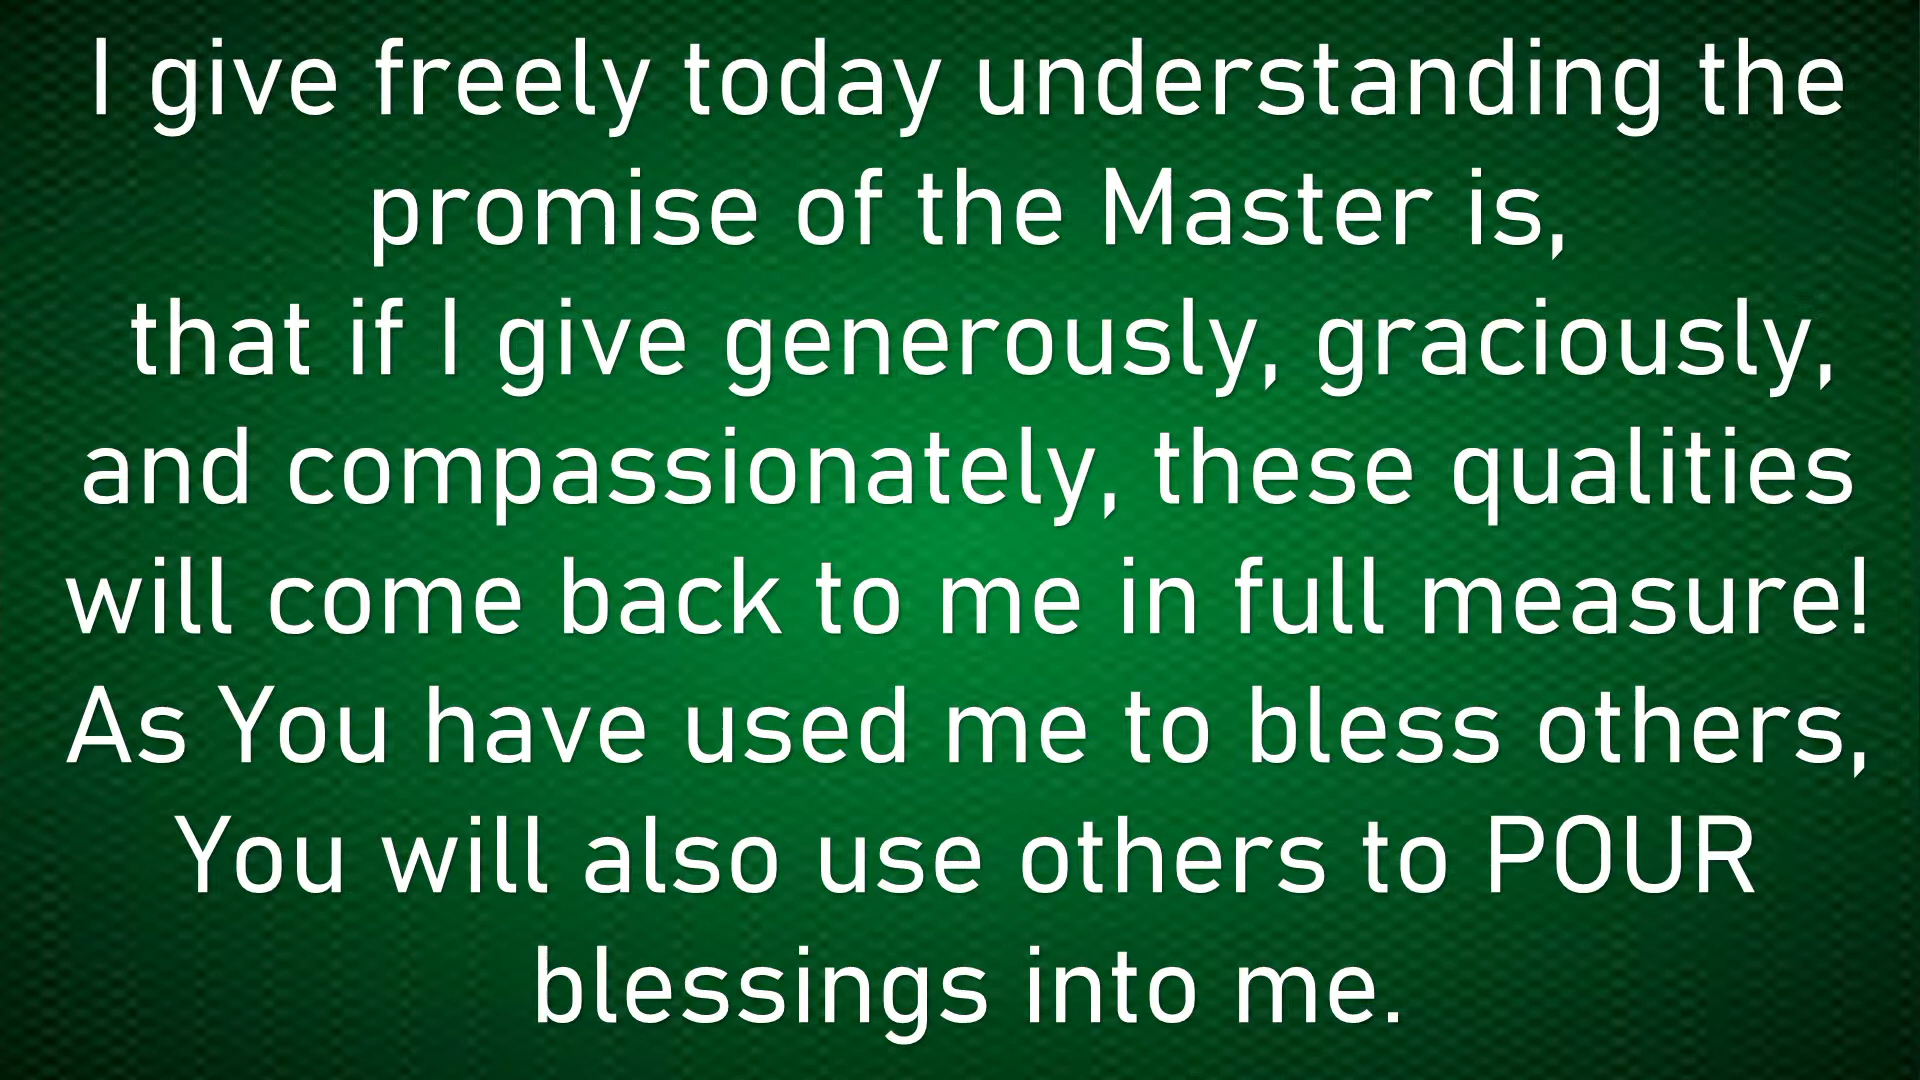 I give freely today understanding the
promise of the Master is,
that if I give generously, graciously,
and compassionately, these qualities
will come back to me in full measure!
As You have used me to bless others,
You will also use others to POUR
blessings into me.